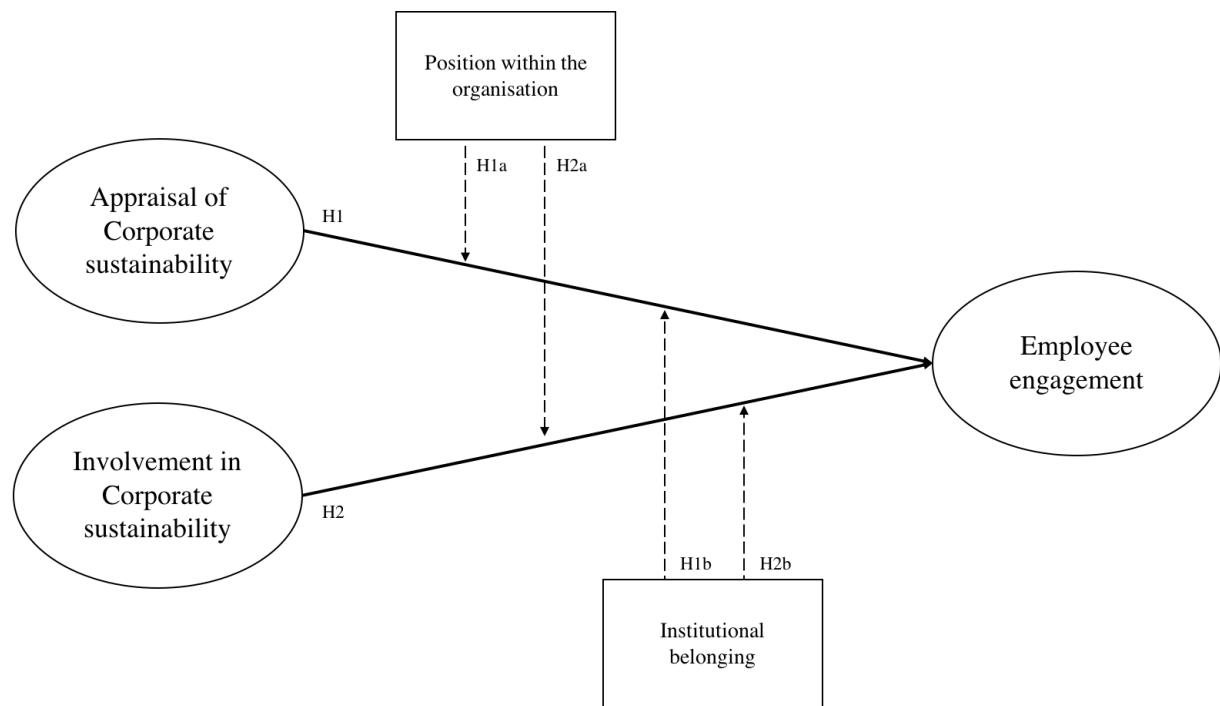 Position within the
organisation
H1a
H2a
Appraisal of
Corporate
sustainability
H1
Employee
engagement
Involvement in
Corporate
sustainability
H2
H1b
H2b
Institutional
belonging